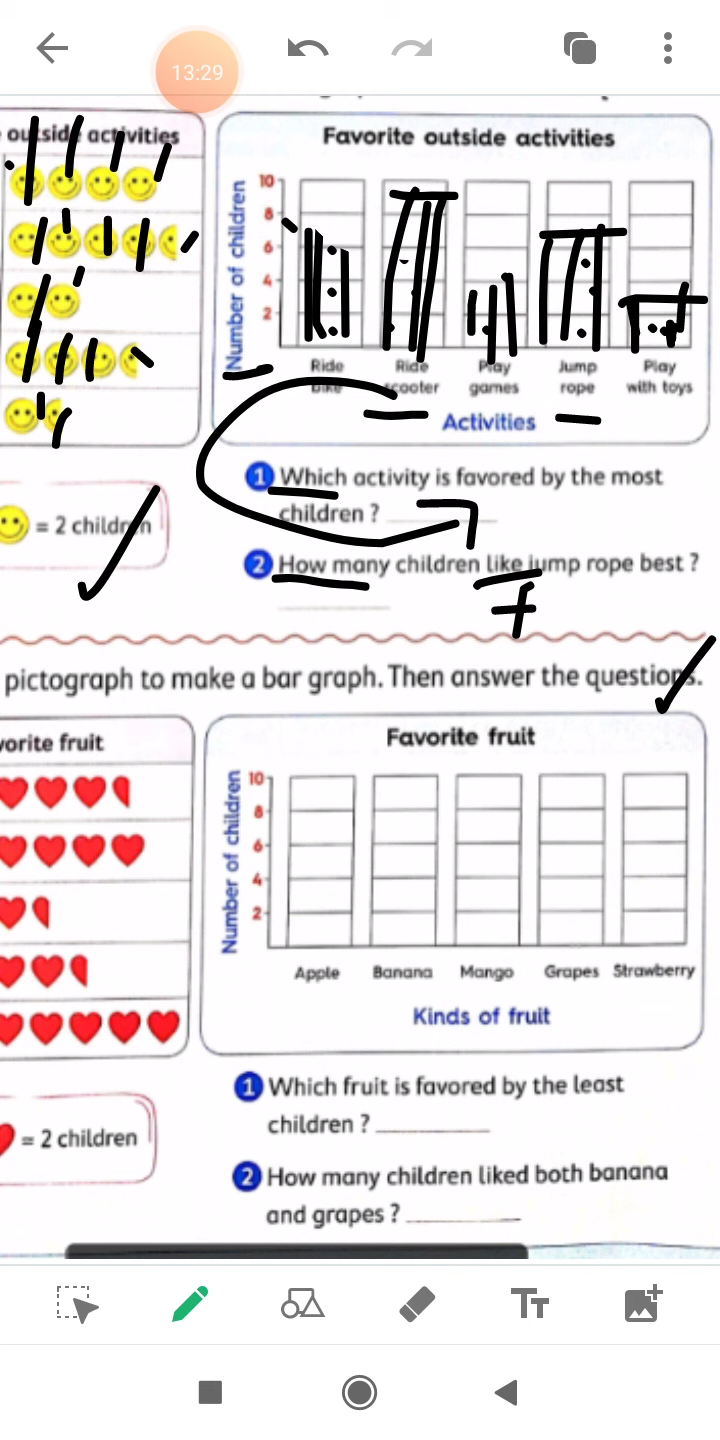 13:29
outside activities
= 2 children
Favorite outside activities
Number of children
10
8
6
4
2
Ride bike
Ride scooter
Play games
Jump rope
Play with toys
Activities
1 Which activity is favored by the most
children ?
2 How many children like jump rope best ?
7
pictograph to make a bar graph. Then answer the questions.
orite fruit
= 2 children
Favorite fruit
Number of children
10
8
6
4
2
Apple Banana Mango Grapes Strawberry
Kinds of fruit
1 Which fruit is favored by the least
children ?
2 How many children liked both banana
and grapes ?
TT